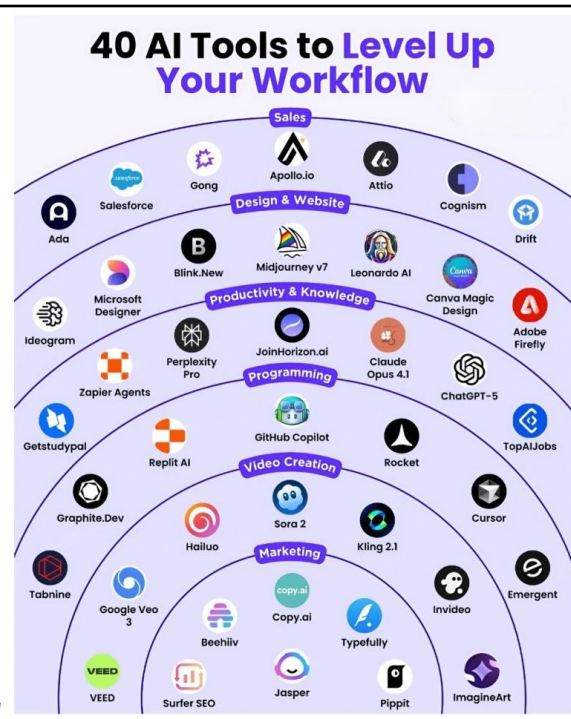 40 AI Tools to Level Up
Your Workflow
Sales
Ada
salesforce
Salesforce
Gong
Apollo.io
Attio
Cognism
Drift
Design & Website
Ideogram
Microsoft
Designer
B
Blink.New
Midjourney v7
Leonardo AI
Canva
Canva Magic
Design
Adobe
Firefly
Productivity & Knowledge
Getstudypal
Zapier Agents
Perplexity
Pro
JoinHorizon.ai
Claude
Opus 4.1
ChatGPT-5
TopAIJobs
Programming
Tabnine
Graphite.Dev
Replit AI
GitHub Copilot
Rocket
Cursor
Emergent
Video Creation
VEED
VEED
Google Veo
3
Hailuo
Sora 2
Kling 2.1
Invideo
ImagineArt
Marketing
Surfer SEO
Beehiiv
copy.ai
Copy.ai
Jasper
Typefully
Pippit